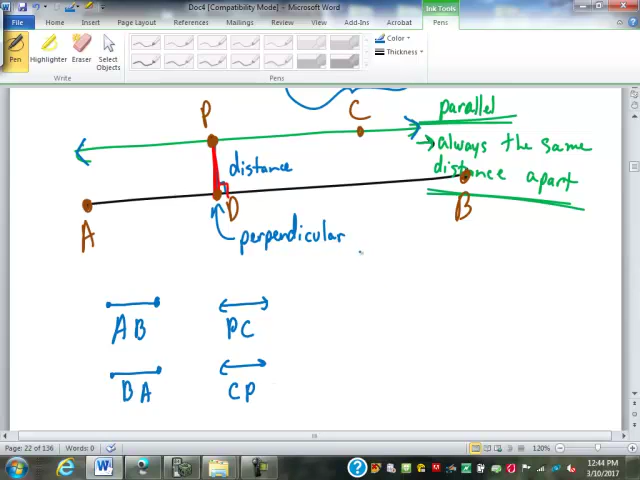 Doc4 [Compatibility Mode] - Word
Ink Tools
File Home Insert Page Layout References Mailings Review View Add-Ins Acrobat Pens
Pen Highlighter Eraser Select Objects
Color
Thickness
Write
Pens
P
C
parallel
→ always the same
distance apart
distance
D
A
B
perpendicular
AB
PC
BA
CP
Page: 22 of 136 Words: 0
120%
12:44 PM
3/10/2017